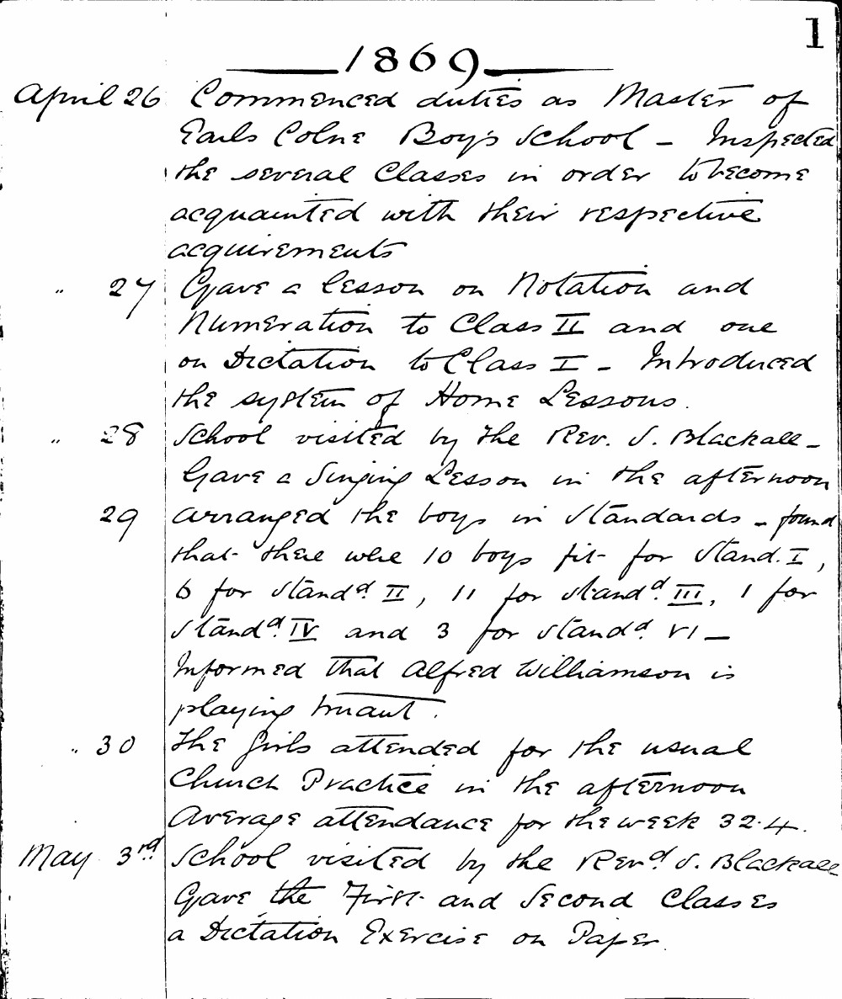 1
1869
April 26 Commenced duties as Master of
Earls Colne Boy's School - Inspected
the several Classes in order to become
acquainted with their respective
acquirements
" 27 Gave a lesson on Notation and
Numeration to Class II and one
on Dictation to Class I - Introduced
the system of Home Lessons.
" 28 School visited by the Rev. S. Blackall -
Gave a Singing Lesson in the afternoon
29 Arranged the boys in Standards - found
that there were 10 boys fit for Stand. I,
6 for Standd. II, 11 for Standd. III, 1 for
Standd. IV and 3 for Standd. VI -
Informed that Alfred Williamson is
playing truant.
" 30 The Girls attended for the usual
Church Practice in the afternoon
Average attendance for the week 32.4.
May 3rd. School visited by the Revd. S. Blackall
Gave the First and Second Classes
a Dictation Exercise on Paper.